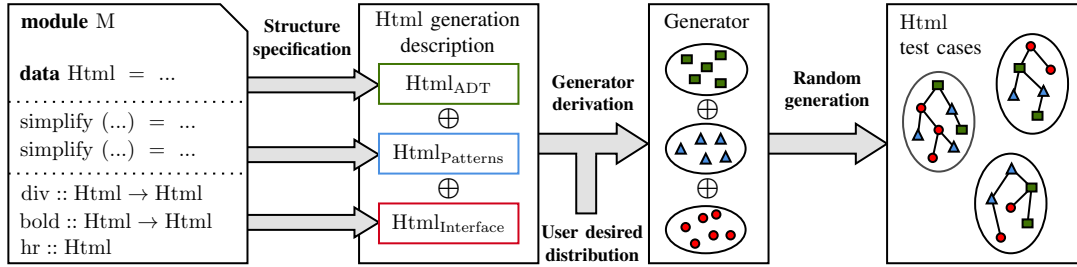 module M
data Html = ...
simplify (...) = ...
simplify (...) = ...
div :: Html → Html
bold :: Html → Html
hr :: Html
Structure
specification
Html generation
description
Html_ADT
⊕
Html_Patterns
⊕
Html_Interface
Generator
derivation
User desired
distribution
Generator
⊕
⊕
Random
generation
Html
test cases